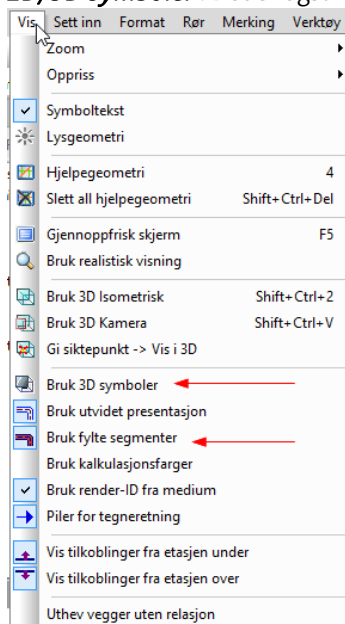 Vis Sett inn Format Rør Merking Verktøy
Zoom
Oppriss
Symboltekst
Lysgeometri
Hjelpegeometri 4
Slett all hjelpegeometri Shift+Ctrl+Del
Gjennoppfrisk skjerm F5
Bruk realistisk visning
Bruk 3D Isometrisk Shift+Ctrl+2
Bruk 3D Kamera Shift+Ctrl+V
Gi siktepunkt -> Vis i 3D
Bruk 3D symboler
Bruk utvidet presentasjon
Bruk fylte segmenter
Bruk kalkulasjonsfarger
Bruk render-ID fra medium
Piler for tegneretning
Vis tilkoblinger fra etasjen under
Vis tilkoblinger fra etasjen over
Uthev vegger uten relasjon